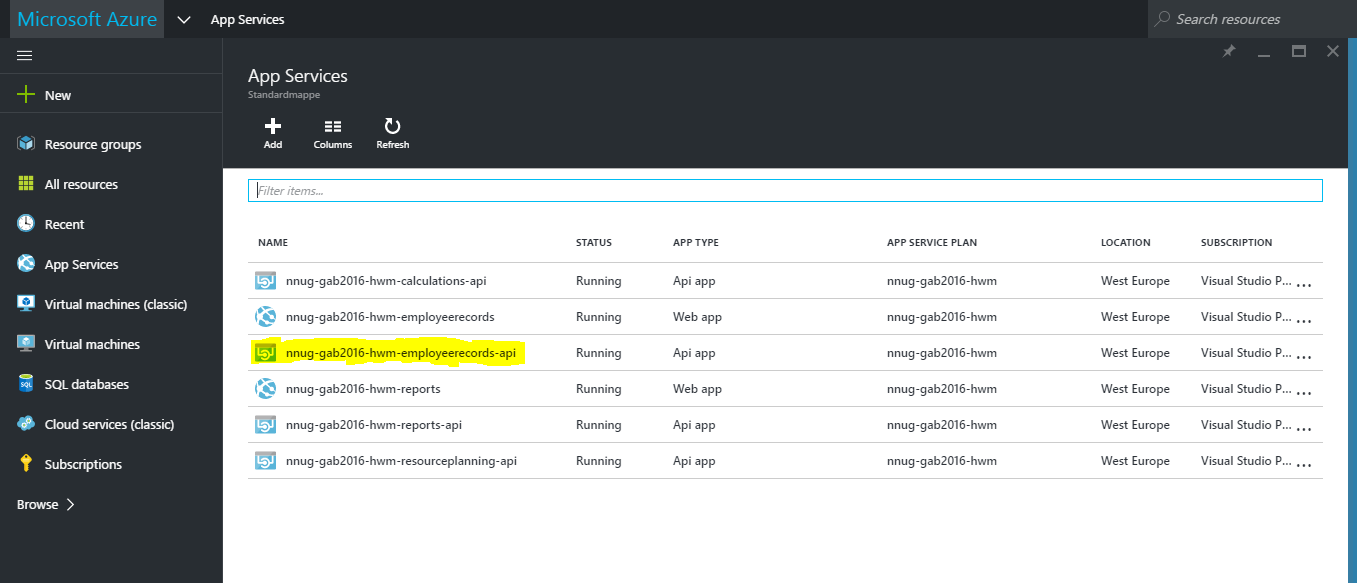 Microsoft Azure App Services Search resources
New
Resource groups
All resources
Recent
App Services
Virtual machines (classic)
Virtual machines
SQL databases
Cloud services (classic)
Subscriptions
Browse
App Services
Standardmappe
Add Columns Refresh
Filter items...
NAME STATUS APP TYPE APP SERVICE PLAN LOCATION SUBSCRIPTION
nnug-gab2016-hwm-calculations-api Running Api app nnug-gab2016-hwm West Europe Visual Studio P... ...
nnug-gab2016-hwm-employeerecords Running Web app nnug-gab2016-hwm West Europe Visual Studio P... ...
nnug-gab2016-hwm-employeerecords-api Running Api app nnug-gab2016-hwm West Europe Visual Studio P... ...
nnug-gab2016-hwm-reports Running Web app nnug-gab2016-hwm West Europe Visual Studio P... ...
nnug-gab2016-hwm-reports-api Running Api app nnug-gab2016-hwm West Europe Visual Studio P... ...
nnug-gab2016-hwm-resourceplanning-api Running Api app nnug-gab2016-hwm West Europe Visual Studio P... ...